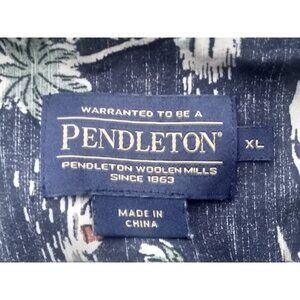 WARRANTED TO BE A
PENDLETON®
XL
PENDLETON WOOLEN MILLS
SINCE 1863
MADE IN
CHINA